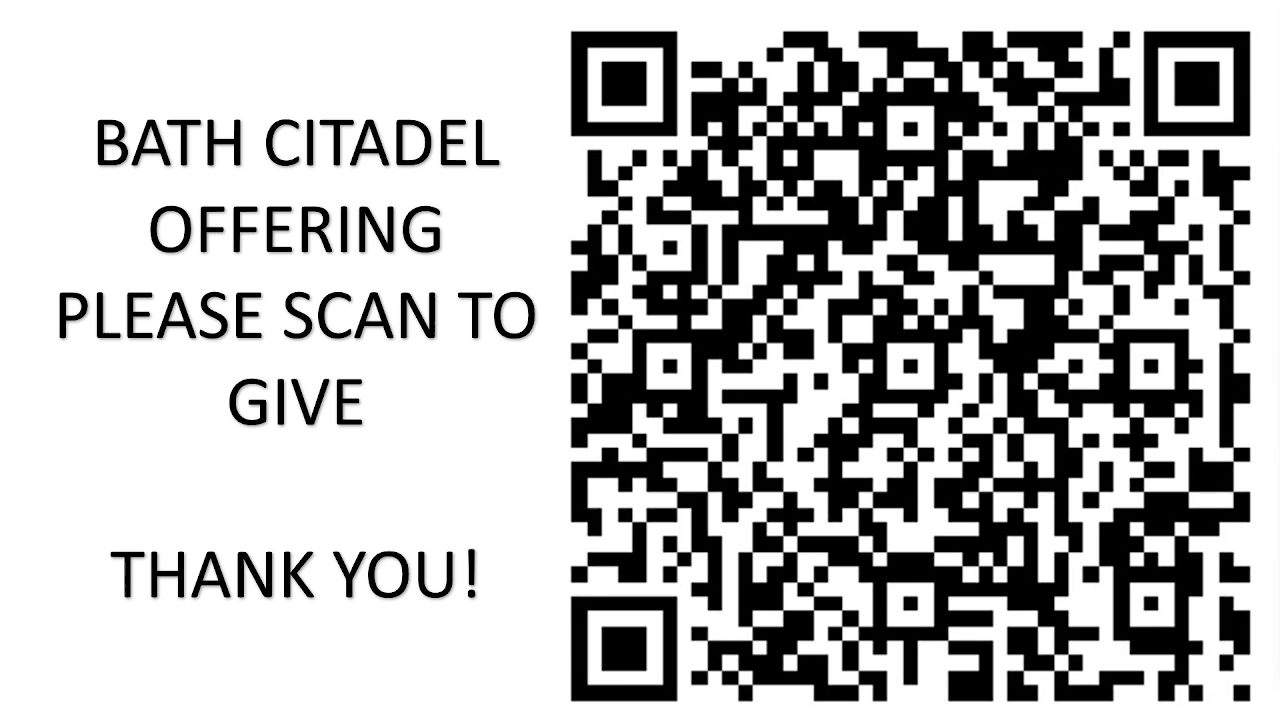 BATH CITADEL
OFFERING
PLEASE SCAN TO
GIVE
THANK YOU!